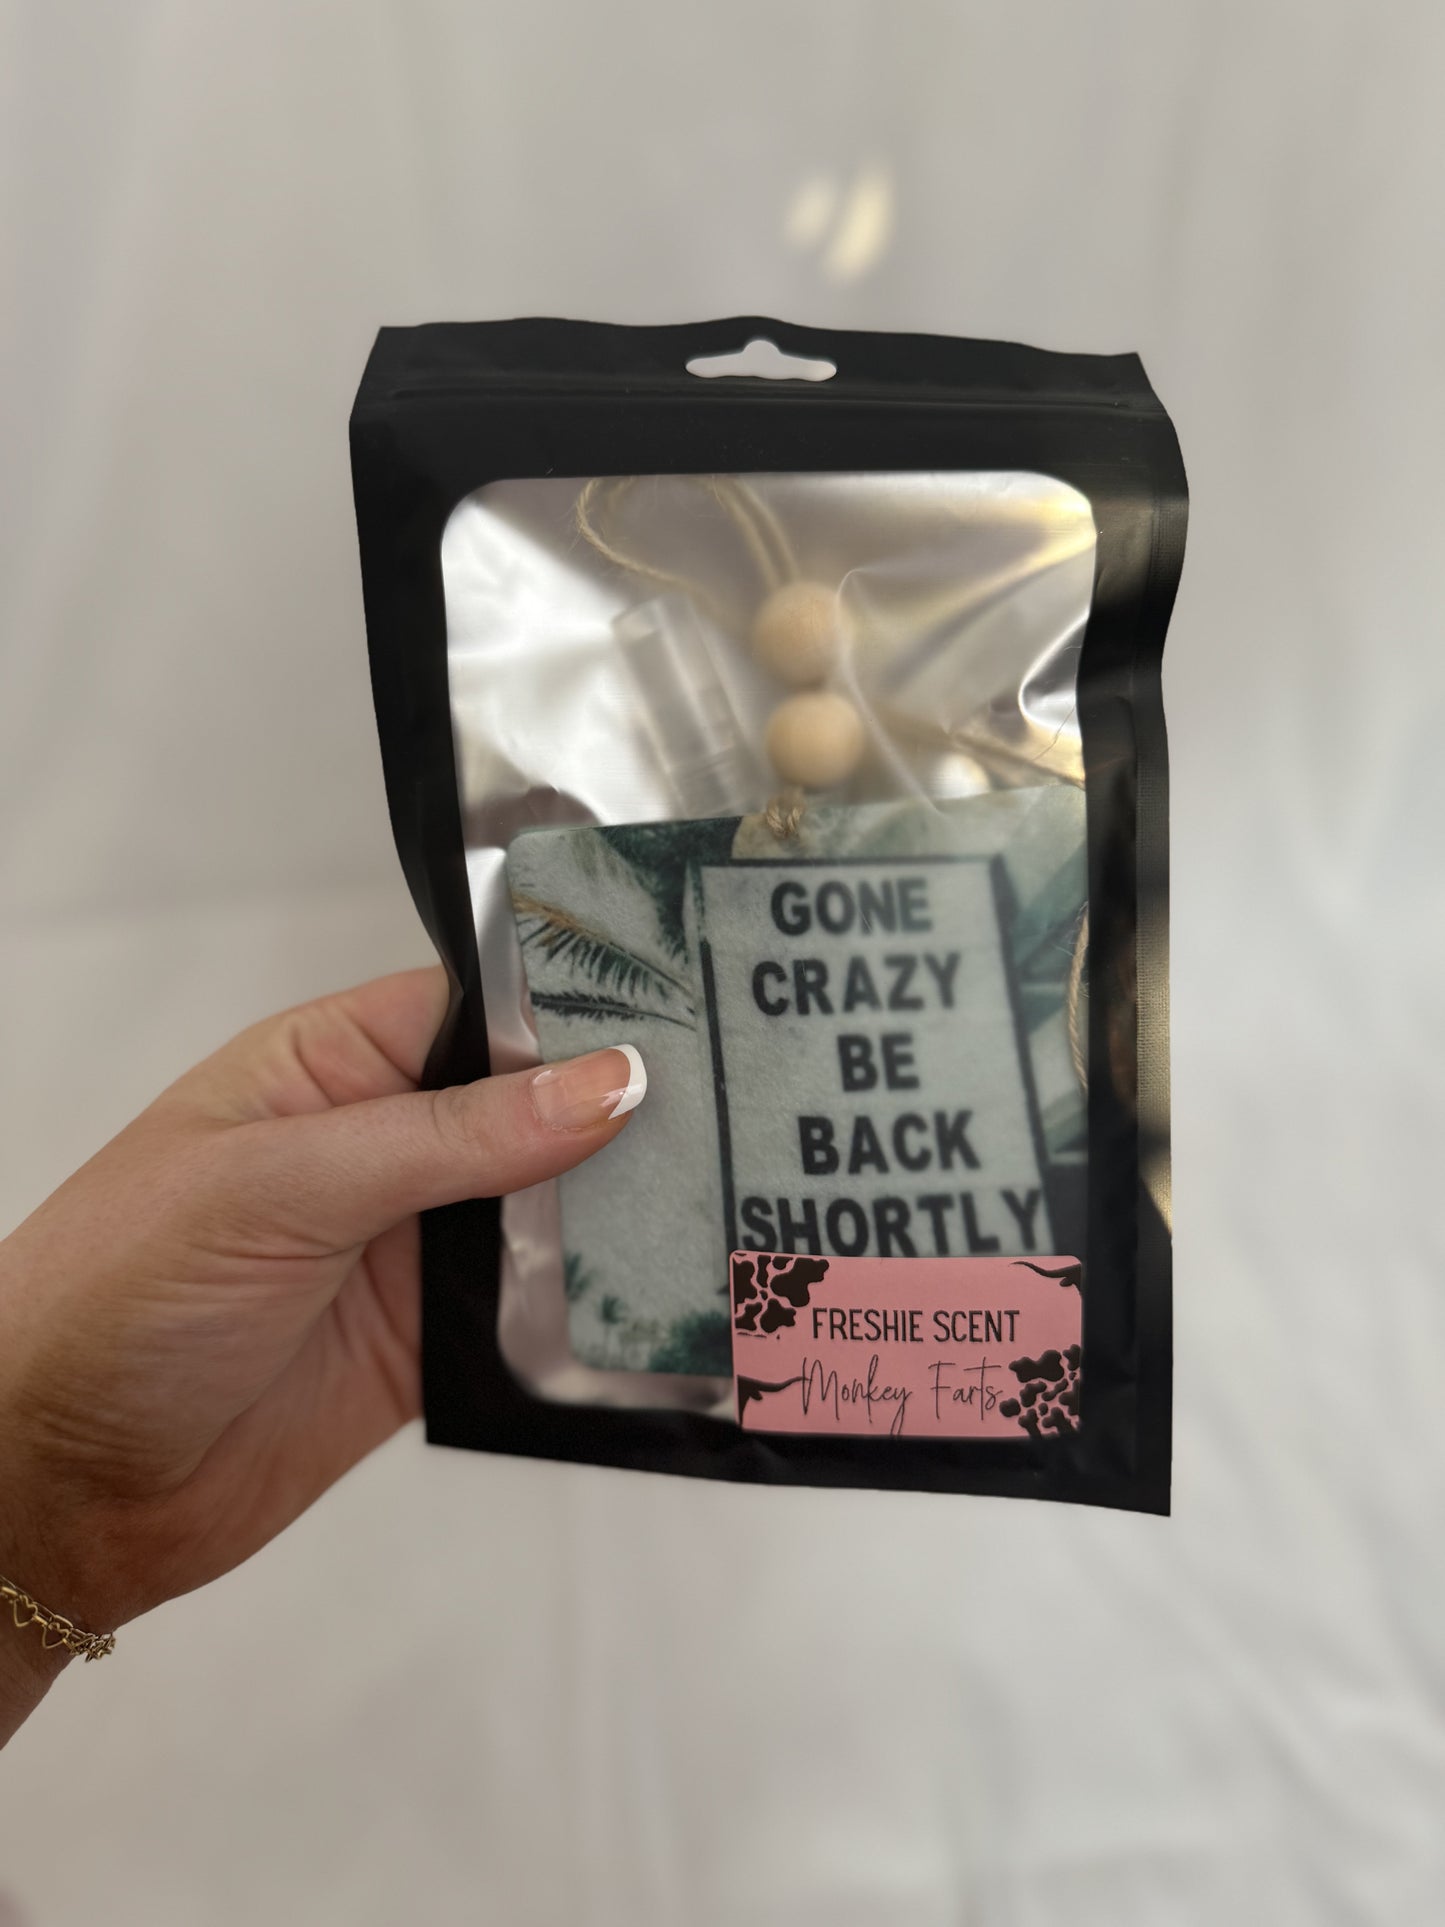 GONE
CRAZY
BE
BACK
SHORTLY
FRESHIE SCENT
Monkey Farts